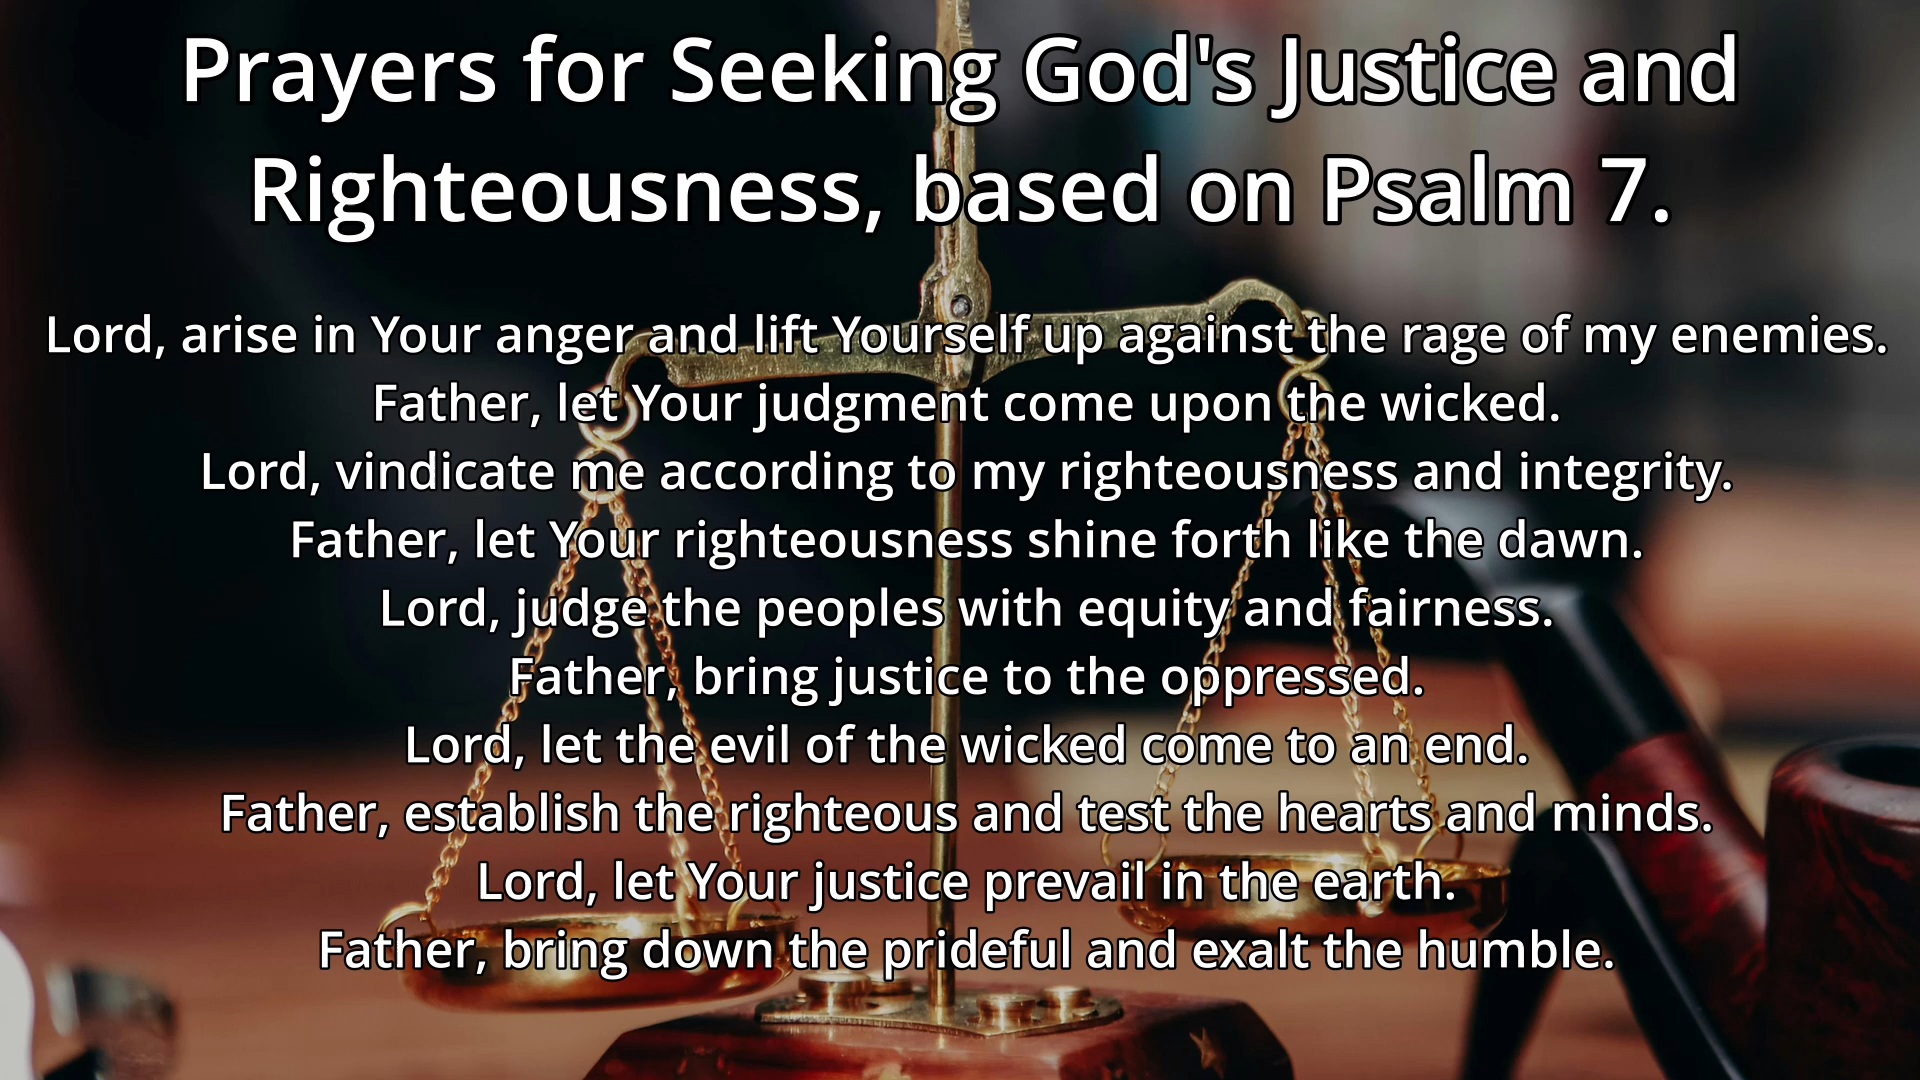 Prayers for Seeking God's Justice and
Righteousness, based on Psalm 7.
Lord, arise in Your anger and lift Yourself up against the rage of my enemies.
Father, let Your judgment come upon the wicked.
Lord, vindicate me according to my righteousness and integrity.
Father, let Your righteousness shine forth like the dawn.
Lord, judge the peoples with equity and fairness.
Father, bring justice to the oppressed.
Lord, let the evil of the wicked come to an end.
Father, establish the righteous and test the hearts and minds.
Lord, let Your justice prevail in the earth.
Father, bring down the prideful and exalt the humble.